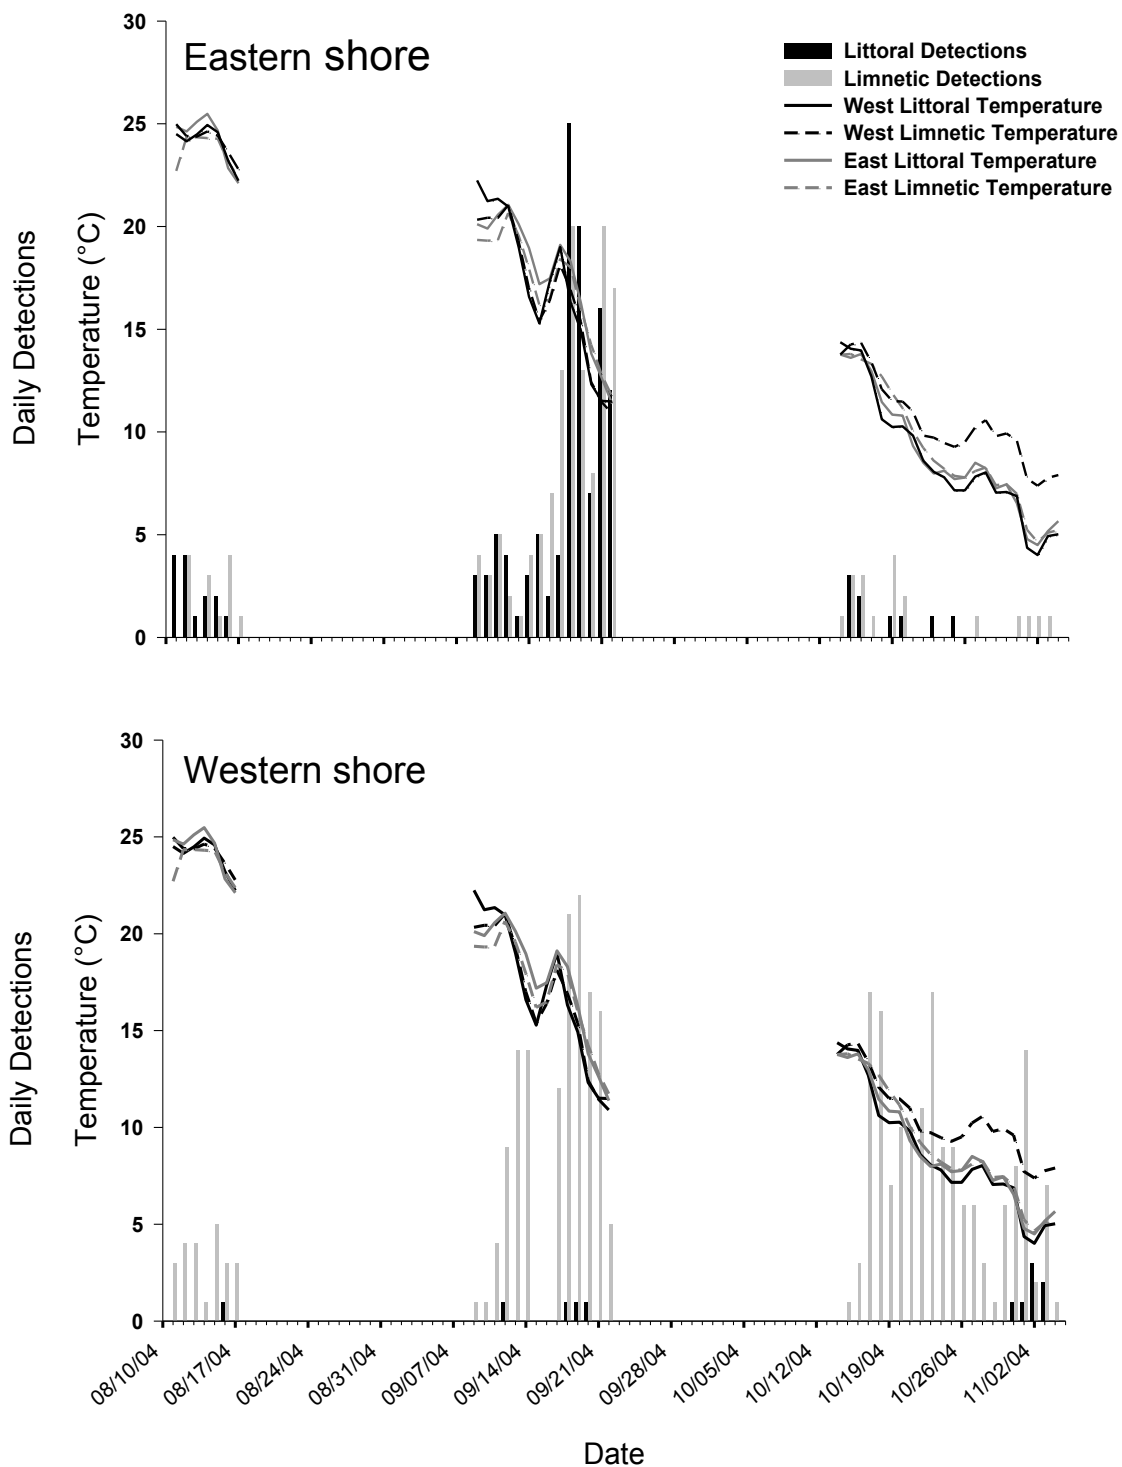 30
Eastern shore
Littoral Detections
Limnetic Detections
West Littoral Temperature
West Limnetic Temperature
East Littoral Temperature
East Limnetic Temperature
25
20
15
10
5
0
Daily Detections
Temperature (°C)
30
Western shore
25
20
15
10
5
0
Daily Detections
Temperature (°C)
08/10/04
08/17/04
08/24/04
08/31/04
09/07/04
09/14/04
09/21/04
09/28/04
10/05/04
10/12/04
10/19/04
10/26/04
11/02/04
Date